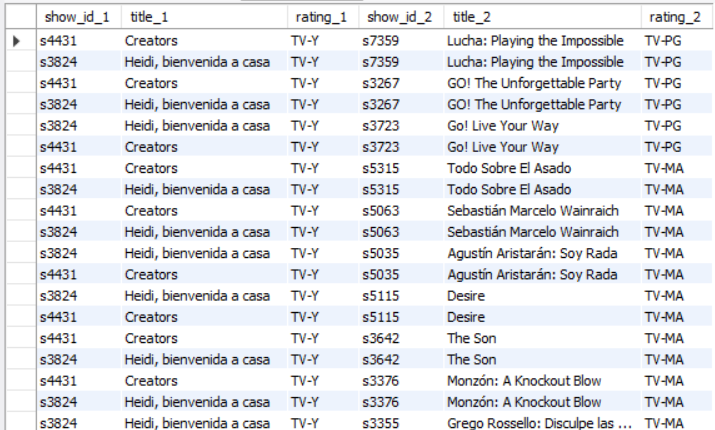 show_id_1 title_1 rating_1 show_id_2 title_2 rating_2
s4431 Creators TV-Y s7359 Lucha: Playing the Impossible TV-PG
s3824 Heidi, bienvenida a casa TV-Y s7359 Lucha: Playing the Impossible TV-PG
s4431 Creators TV-Y s3267 GO! The Unforgettable Party TV-PG
s3824 Heidi, bienvenida a casa TV-Y s3267 GO! The Unforgettable Party TV-PG
s3824 Heidi, bienvenida a casa TV-Y s3723 Go! Live Your Way TV-PG
s4431 Creators TV-Y s3723 Go! Live Your Way TV-PG
s4431 Creators TV-Y s5315 Todo Sobre El Asado TV-MA
s3824 Heidi, bienvenida a casa TV-Y s5315 Todo Sobre El Asado TV-MA
s4431 Creators TV-Y s5063 Sebastián Marcelo Wainraich TV-MA
s3824 Heidi, bienvenida a casa TV-Y s5063 Sebastián Marcelo Wainraich TV-MA
s3824 Heidi, bienvenida a casa TV-Y s5035 Agustín Aristarán: Soy Rada TV-MA
s4431 Creators TV-Y s5035 Agustín Aristarán: Soy Rada TV-MA
s3824 Heidi, bienvenida a casa TV-Y s5115 Desire TV-MA
s4431 Creators TV-Y s5115 Desire TV-MA
s4431 Creators TV-Y s3642 The Son TV-MA
s3824 Heidi, bienvenida a casa TV-Y s3642 The Son TV-MA
s4431 Creators TV-Y s3376 Monzón: A Knockout Blow TV-MA
s3824 Heidi, bienvenida a casa TV-Y s3376 Monzón: A Knockout Blow TV-MA
s3824 Heidi, bienvenida a casa TV-Y s3355 Grego Rossello: Disculpe las ... TV-MA